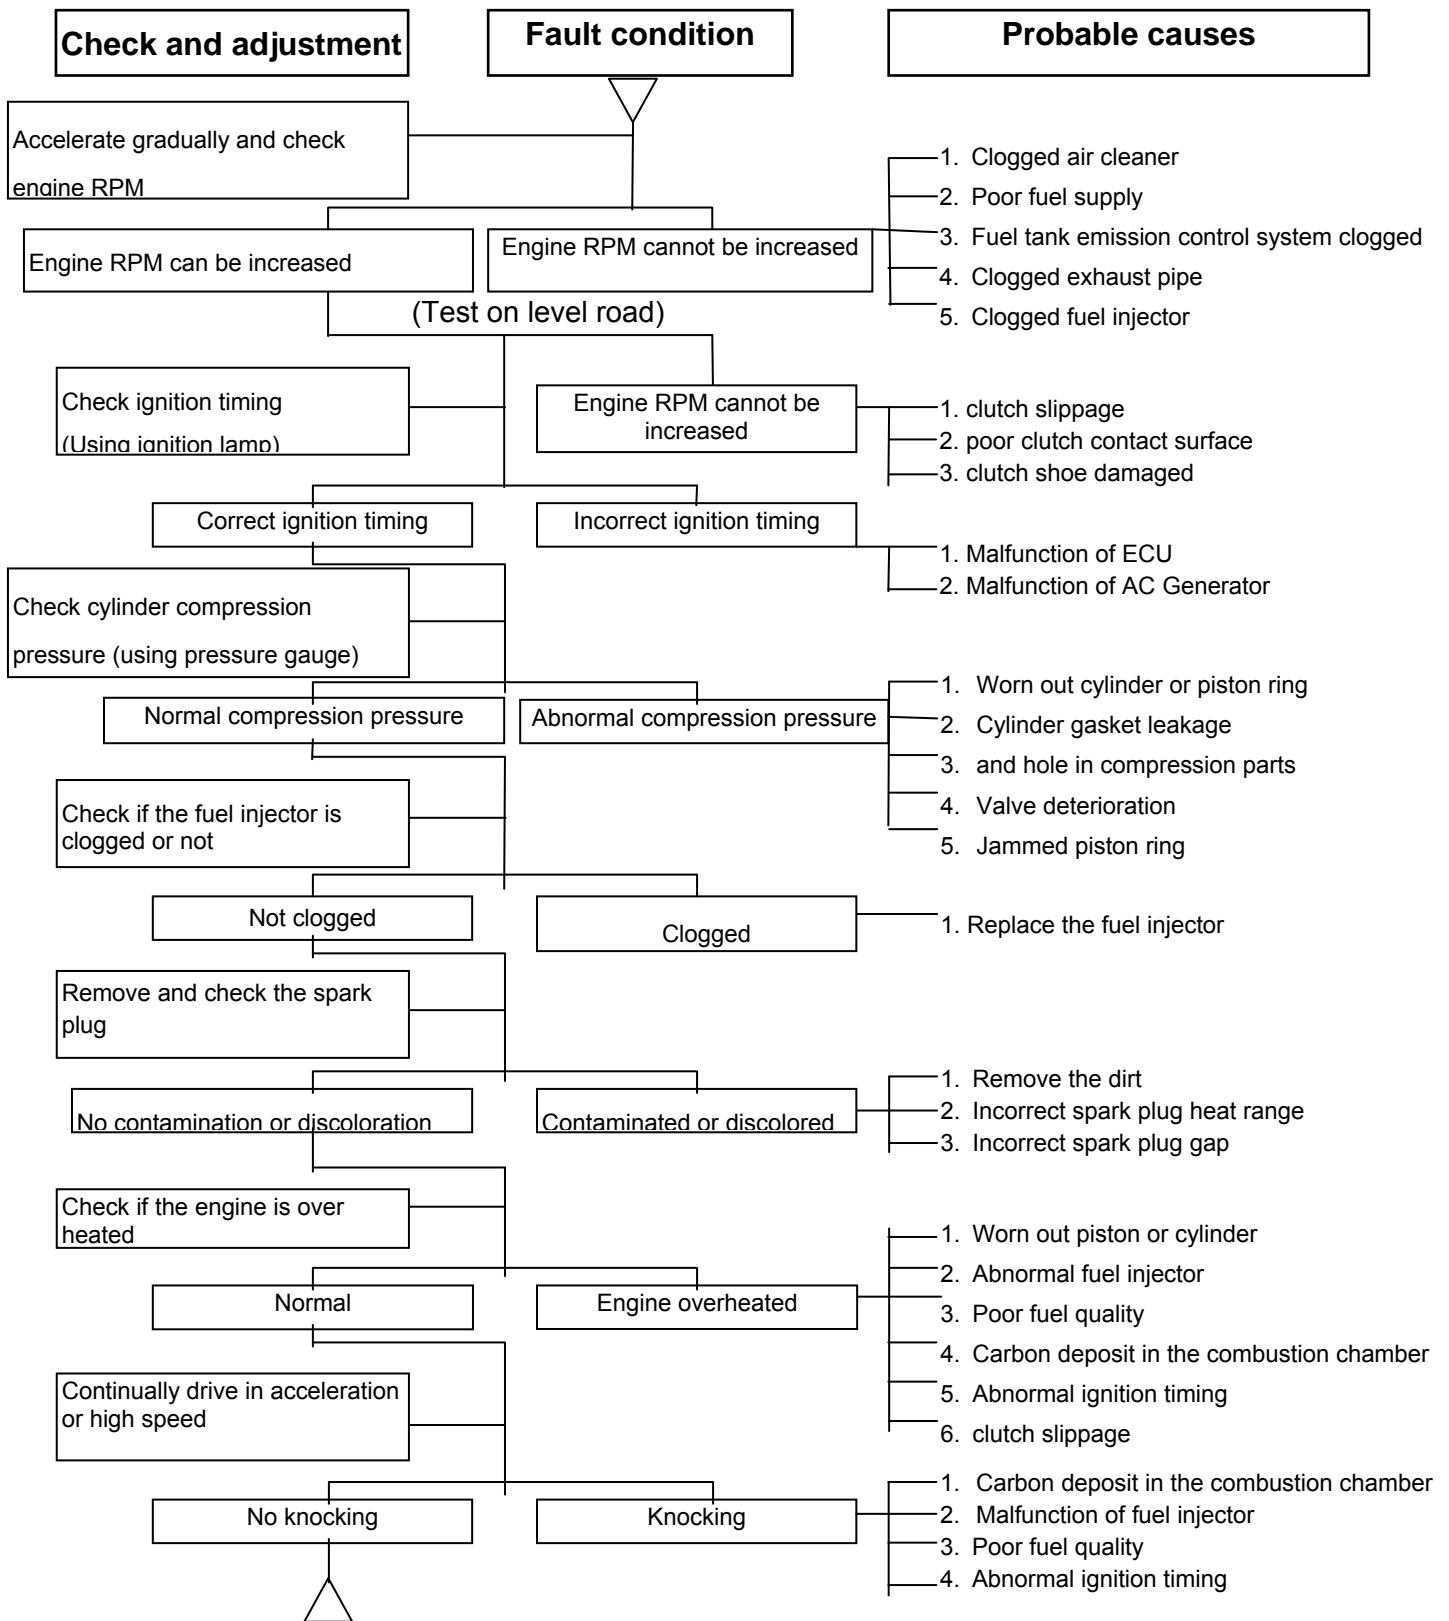 Check and adjustment
Fault condition
Probable causes
Accelerate gradually and check
engine RPM
Engine RPM can be increased
Engine RPM cannot be increased
1. Clogged air cleaner
2. Poor fuel supply
3. Fuel tank emission control system clogged
4. Clogged exhaust pipe
5. Clogged fuel injector
(Test on level road)
Check ignition timing
(Using ignition lamp)
Engine RPM cannot be
increased
1. clutch slippage
2. poor clutch contact surface
3. clutch shoe damaged
Correct ignition timing
Incorrect ignition timing
1. Malfunction of ECU
2. Malfunction of AC Generator
Check cylinder compression
pressure (using pressure gauge)
Normal compression pressure
Abnormal compression pressure
1. Worn out cylinder or piston ring
2. Cylinder gasket leakage
3. and hole in compression parts
4. Valve deterioration
5. Jammed piston ring
Check if the fuel injector is
clogged or not
Not clogged
Clogged
1. Replace the fuel injector
Remove and check the spark
plug
No contamination or discoloration
Contaminated or discolored
1. Remove the dirt
2. Incorrect spark plug heat range
3. Incorrect spark plug gap
Check if the engine is over
heated
Normal
Engine overheated
1. Worn out piston or cylinder
2. Abnormal fuel injector
3. Poor fuel quality
4. Carbon deposit in the combustion chamber
5. Abnormal ignition timing
6. clutch slippage
Continually drive in acceleration
or high speed
No knocking
Knocking
1. Carbon deposit in the combustion chamber
2. Malfunction of fuel injector
3. Poor fuel quality
4. Abnormal ignition timing